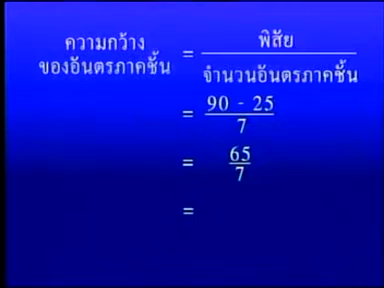 ความกว้าง
ของอันตรภาคชั้น = พิสัย / จำนวนอันตรภาคชั้น
= 90 - 25 / 7
= 65 / 7
=